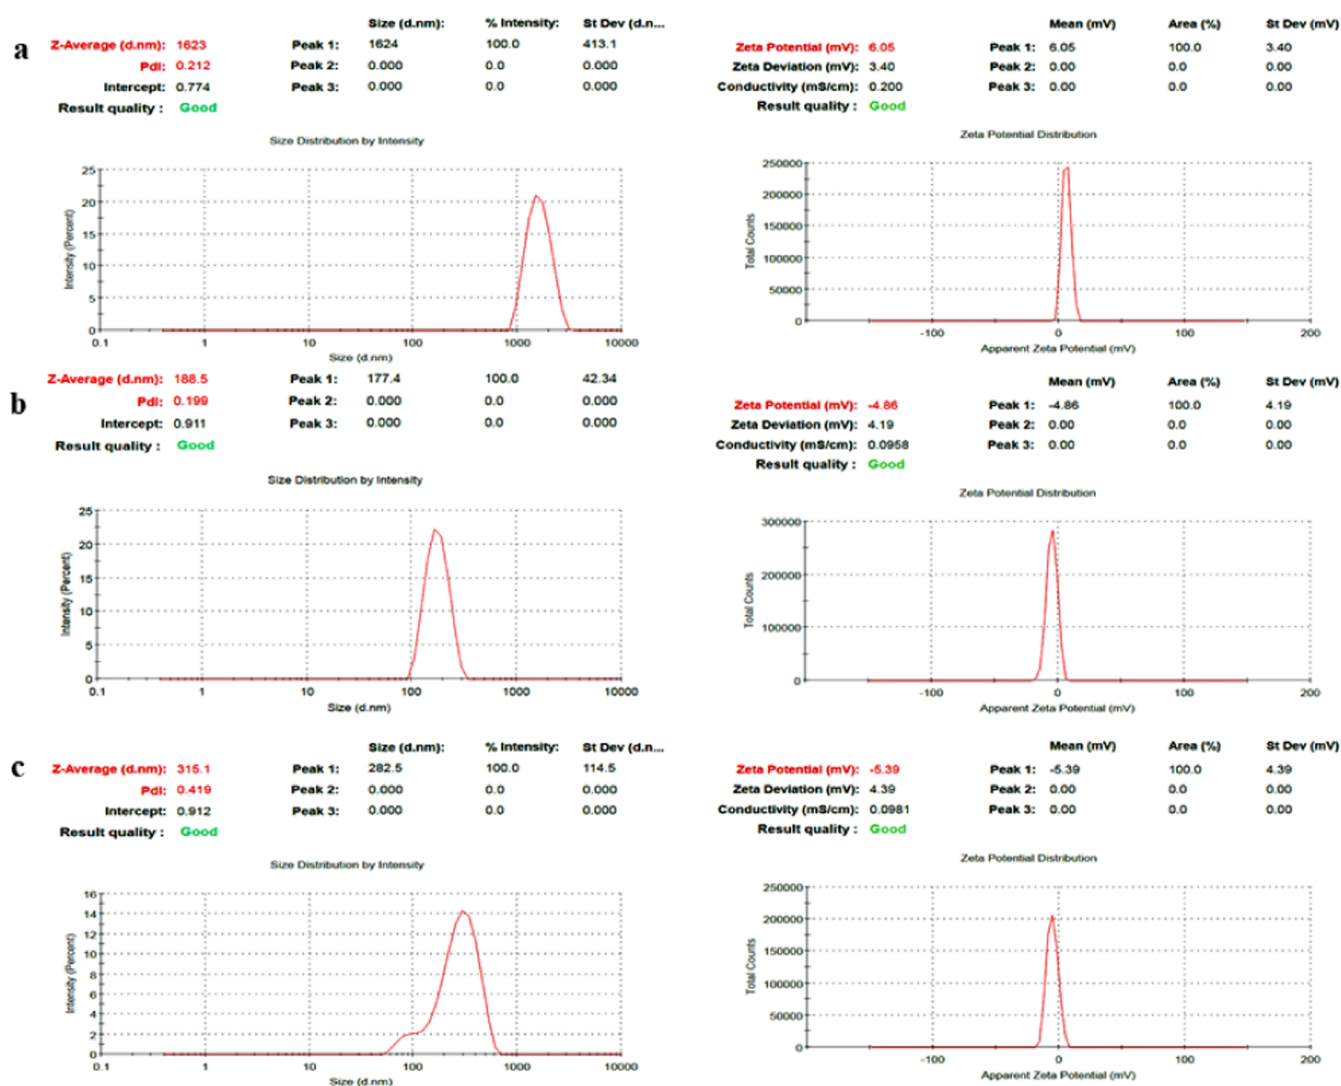 a
Size (d.nm): % Intensity: St Dev (d.n...
Z-Average (d.nm): 1623 Peak 1: 1624 100.0 413.1
PdI: 0.212 Peak 2: 0.000 0.0 0.000
Intercept: 0.774 Peak 3: 0.000 0.0 0.000
Result quality : Good
Size Distribution by Intensity
Intensity (Percent)
25
20
15
10
5
0
0.1 1 10 100 1000 10000
Size (d.nm)
Mean (mV) Area (%) St Dev (mV)
Zeta Potential (mV): 6.05 Peak 1: 6.05 100.0 3.40
Zeta Deviation (mV): 3.40 Peak 2: 0.00 0.0 0.00
Conductivity (mS/cm): 0.200 Peak 3: 0.00 0.0 0.00
Result quality : Good
Zeta Potential Distribution
Total Counts
250000
200000
150000
100000
50000
0
-100 0 100 200
Apparent Zeta Potential (mV)
b
Z-Average (d.nm): 188.5 Peak 1: 177.4 100.0 42.34
PdI: 0.199 Peak 2: 0.000 0.0 0.000
Intercept: 0.911 Peak 3: 0.000 0.0 0.000
Result quality : Good
Size Distribution by Intensity
Intensity (Percent)
25
20
15
10
5
0
0.1 1 10 100 1000 10000
Size (d.nm)
Mean (mV) Area (%) St Dev (mV)
Zeta Potential (mV): -4.86 Peak 1: -4.86 100.0 4.19
Zeta Deviation (mV): 4.19 Peak 2: 0.00 0.0 0.00
Conductivity (mS/cm): 0.0958 Peak 3: 0.00 0.0 0.00
Result quality : Good
Zeta Potential Distribution
Total Counts
300000
200000
100000
0
-100 0 100 200
Apparent Zeta Potential (mV)
c
Size (d.nm): % Intensity: St Dev (d.n...
Z-Average (d.nm): 315.1 Peak 1: 282.5 100.0 114.5
PdI: 0.419 Peak 2: 0.000 0.0 0.000
Intercept: 0.912 Peak 3: 0.000 0.0 0.000
Result quality : Good
Size Distribution by Intensity
Intensity (Percent)
16
14
12
10
8
6
4
2
0
0.1 1 10 100 1000 10000
Size (d.nm)
Mean (mV) Area (%) St Dev (mV)
Zeta Potential (mV): -5.39 Peak 1: -5.39 100.0 4.39
Zeta Deviation (mV): 4.39 Peak 2: 0.00 0.0 0.00
Conductivity (mS/cm): 0.0981 Peak 3: 0.00 0.0 0.00
Result quality : Good
Zeta Potential Distribution
Total Counts
250000
200000
150000
100000
50000
0
-100 0 100 200
Apparent Zeta Potential (mV)